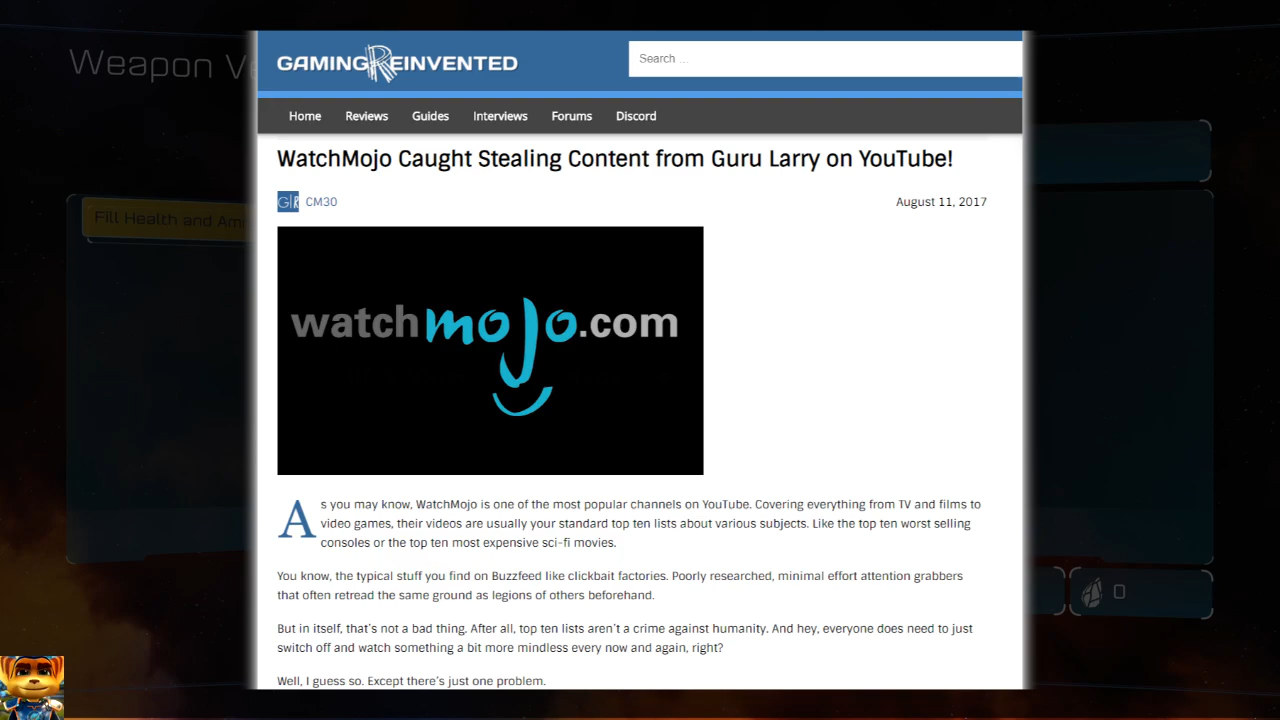 Weapon Ve
GAMING REINVENTED
Search ...
Home Reviews Guides Interviews Forums Discord
WatchMojo Caught Stealing Content from Guru Larry on YouTube!
G|R CM30 August 11, 2017
Fill Health and Am
watchmojo.com
As you may know, WatchMojo is one of the most popular channels on YouTube. Covering everything from TV and films to
video games, their videos are usually your standard top ten lists about various subjects. Like the top ten worst selling
consoles or the top ten most expensive sci-fi movies.
You know, the typical stuff you find on Buzzfeed like clickbait factories. Poorly researched, minimal effort attention grabbers
that often retread the same ground as legions of others beforehand.
0
But in itself, that's not a bad thing. After all, top ten lists aren't a crime against humanity. And hey, everyone does need to just
switch off and watch something a bit more mindless every now and again, right?
Well, I guess so. Except there's just one problem.